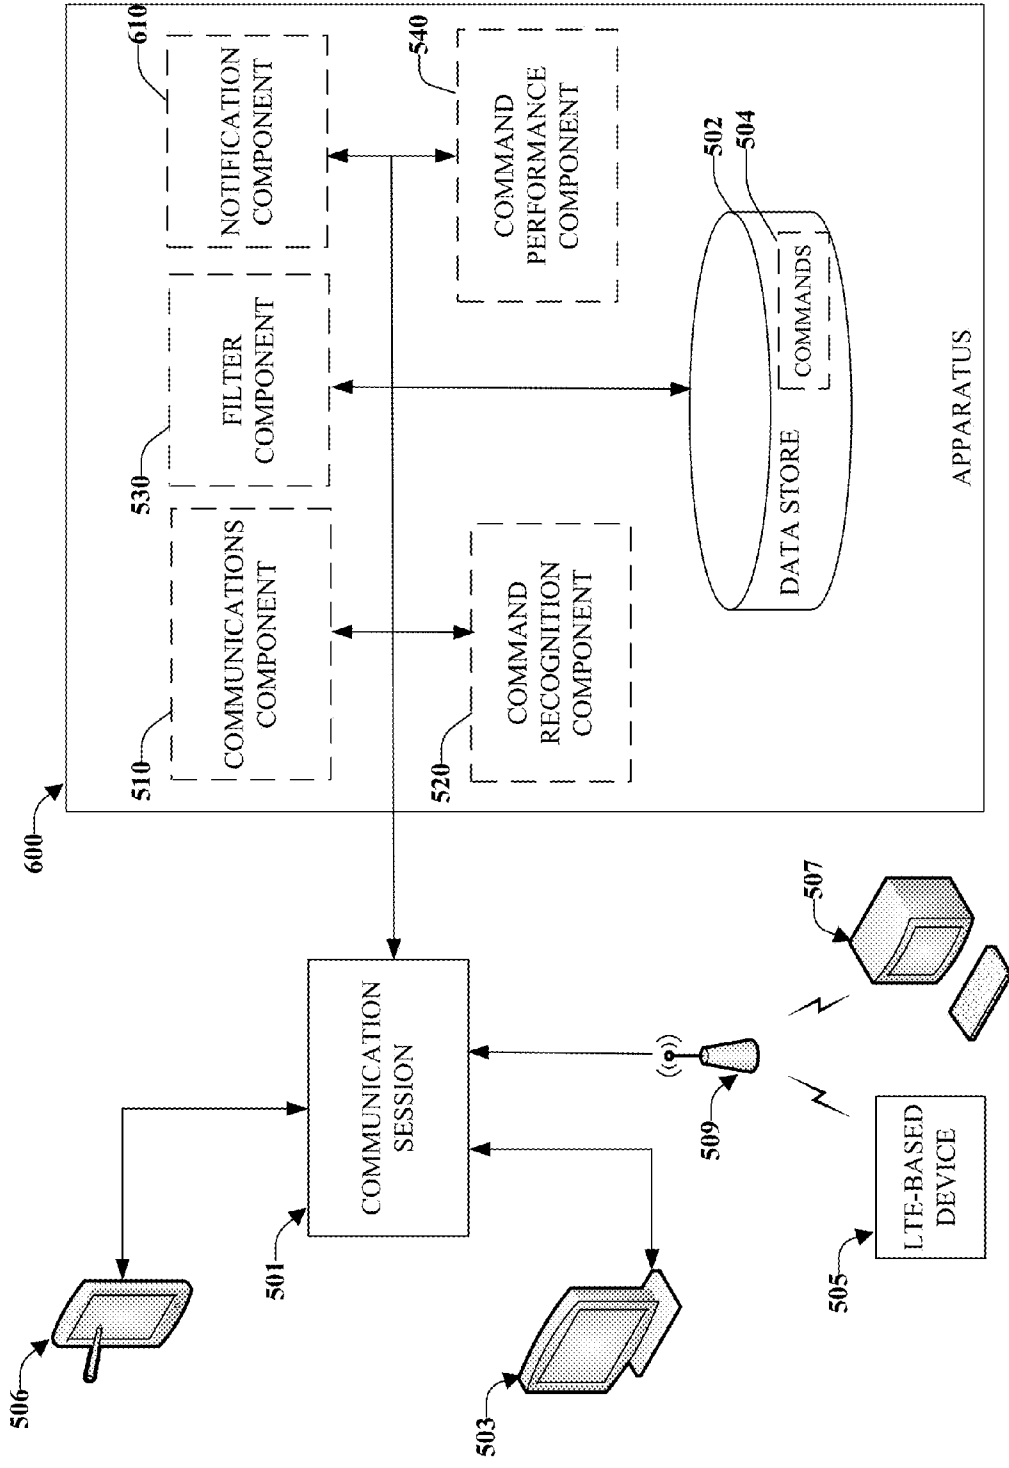 600
510
COMMUNICATIONS
COMPONENT
530
FILTER
COMPONENT
610
NOTIFICATION
COMPONENT
520
COMMAND
RECOGNITION
COMPONENT
540
COMMAND
PERFORMANCE
COMPONENT
502
504
COMMANDS
DATA STORE
APPARATUS
506
501
COMMUNICATION
SESSION
503
509
507
505
LTE-BASED
DEVICE